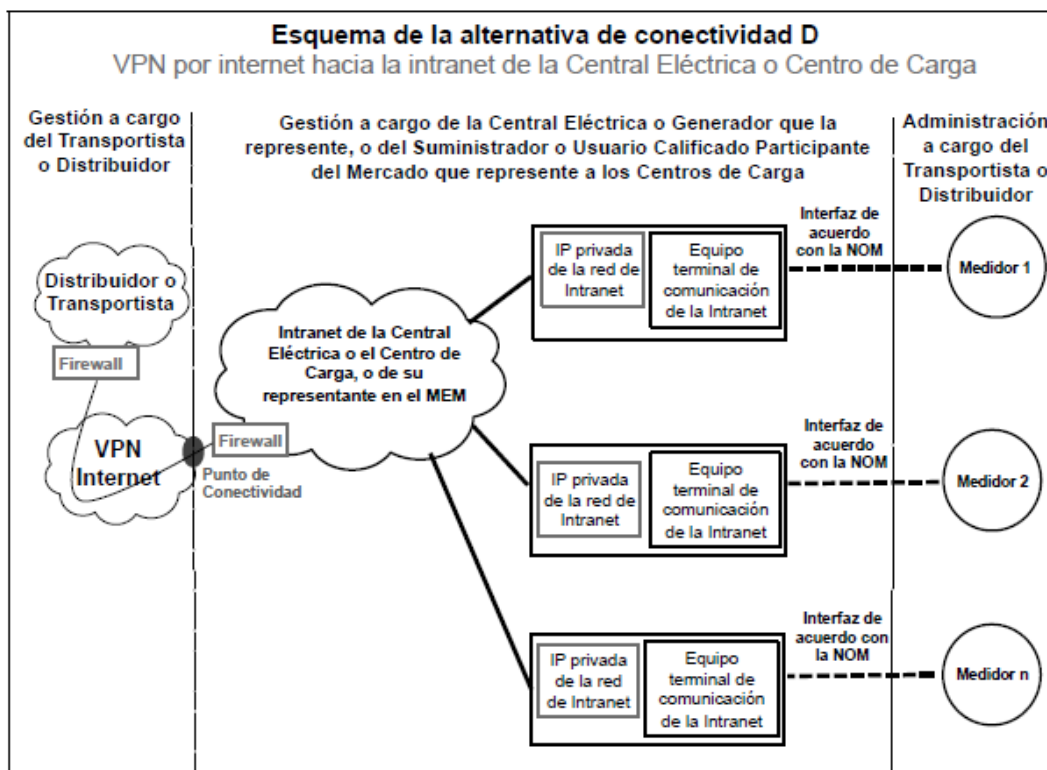 Esquema de la alternativa de conectividad D
VPN por internet hacia la intranet de la Central Eléctrica o Centro de Carga
Gestión a cargo
del Transportista
o Distribuidor
Gestión a cargo de la Central Eléctrica o Generador que la
represente, o del Suministrador o Usuario Calificado Participante
del Mercado que represente a los Centros de Carga
Administración
a cargo del
Transportista o
Distribuidor
Distribuidor o
Transportista
Firewall
VPN
Internet
Punto de
Conectividad
Firewall
Intranet de la Central
Eléctrica o el Centro de
Carga, o de su
representante en el MEM
IP privada
de la red de
Intranet
Equipo
terminal de
comunicación
de la Intranet
Interfaz de
acuerdo
con la NOM
Medidor 1
IP privada
de la red de
Intranet
Equipo
terminal de
comunicación
de la Intranet
Interfaz de
acuerdo
con la NOM
Medidor 2
IP privada
de la red
de Intranet
Equipo
terminal de
comunicación
de la Intranet
Interfaz de
acuerdo con
la NOM
Medidor n